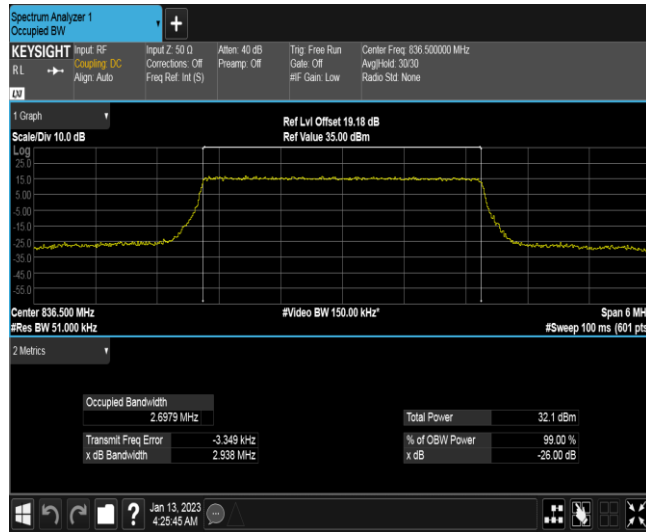 Spectrum Analyzer 1
Occupied BW
+
KEYSIGHT Input: RF Input Z: 50 Ω Atten: 40 dB Trig: Free Run Center Freq: 836.500000 MHz
RL Coupling: DC Corrections: Off Preamp: Off Gate: Off Avg|Hold: 30/30
Align: Auto Freq Ref: Int (S) #IF Gain: Low Radio Std: None
LXI
1 Graph
Ref Lvl Offset 19.18 dB
Scale/Div 10.0 dB Ref Value 35.00 dBm
Log
25.0
15.0
5.00
-5.00
-15.0
-25.0
-35.0
-45.0
-55.0
Center 836.500 MHz #Video BW 150.00 kHz* Span 6 MH
#Res BW 51.000 kHz #Sweep 100 ms (601 pts
2 Metrics
Occupied Bandwidth
2.6979 MHz Total Power 32.1 dBm
Transmit Freq Error -3.349 kHz % of OBW Power 99.00 %
x dB Bandwidth 2.938 MHz x dB -26.00 dB
? Jan 13, 2023
4:25:45 AM